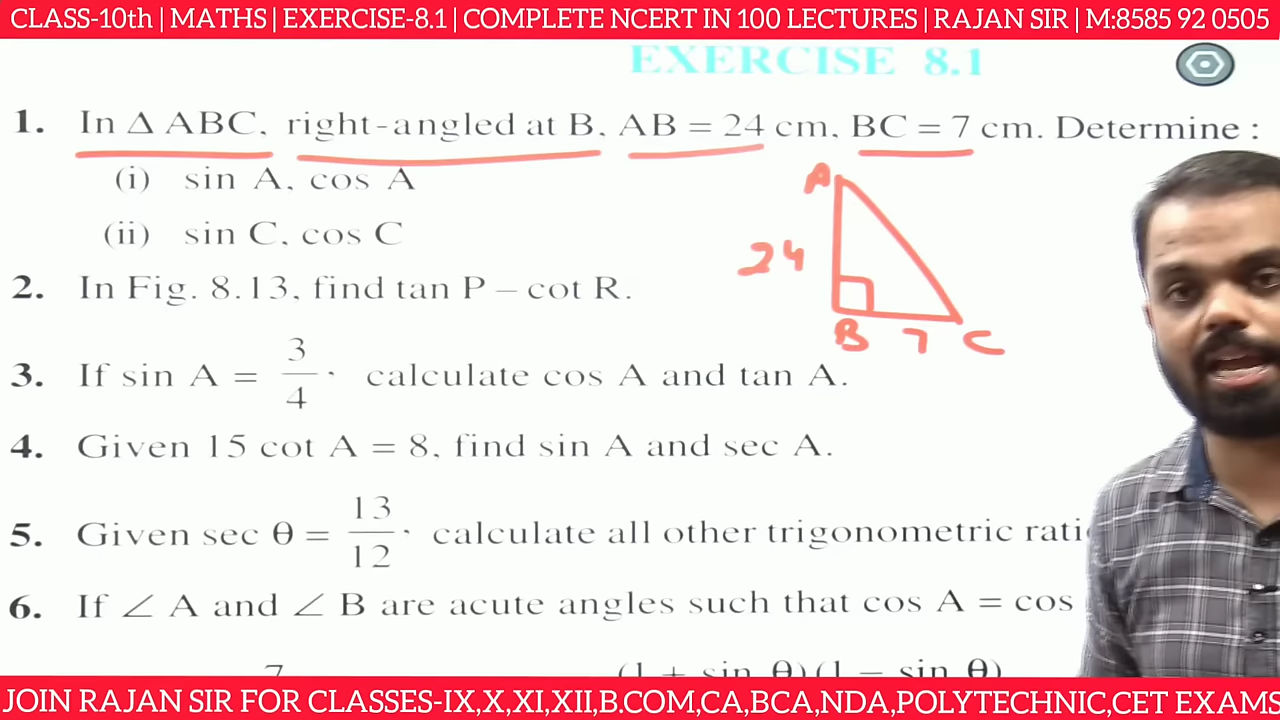 CLASS-10th | MATHS | EXERCISE-8.1 | COMPLETE NCERT IN 100 LECTURES | RAJAN SIR | M:8585 92 0505
EXERCISE 8.1
1. In Δ ABC, right-angled at B, AB = 24 cm, BC = 7 cm. Determine :
(i) sin A, cos A
(ii) sin C, cos C
A
24
B 7 C
2. In Fig. 8.13, find tan P – cot R.
3. If sin A = 3/4, calculate cos A and tan A.
4. Given 15 cot A = 8, find sin A and sec A.
5. Given sec θ = 13/12, calculate all other trigonometric rati
6. If ∠ A and ∠ B are acute angles such that cos A = cos
7 (1 + sin θ)(1 – sin θ)
JOIN RAJAN SIR FOR CLASSES-IX,X,XI,XII,B.COM,CA,BCA,NDA,POLYTECHNIC,CET EXAMS